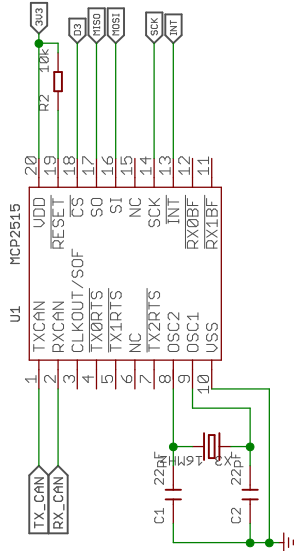 3V3
D3
MISO
MOSI
SCK
INT
10k
R2
20
19
18
17
16
15
14
13
12
11
VDD
RESET
CS
SO
SI
NC
SCK
INT
RX0BF
RX1BF
MCP2515
U1
TXCAN
RXCAN
CLKOUT/SOF
TX0RTS
TX1RTS
NC
TX2RTS
OSC2
OSC1
VSS
1
2
3
4
5
6
7
8
9
10
TX_CAN
RX_CAN
16MHz
22pF
22pF
C1
C2